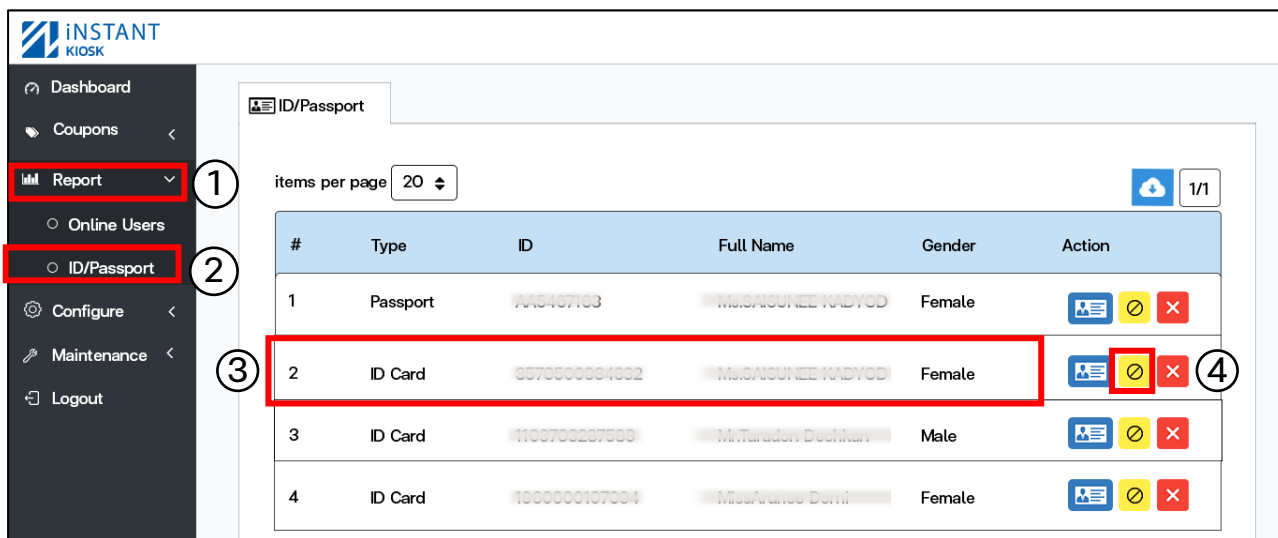 iNSTANT
KIOSK
Dashboard
Coupons
Report
1
Online Users
ID/Passport
2
Configure
Maintenance
Logout
ID/Passport
items per page 20
1/1
# Type ID Full Name Gender Action
1 Passport Female
3
2 ID Card Female
4
3 ID Card Male
4 ID Card Female